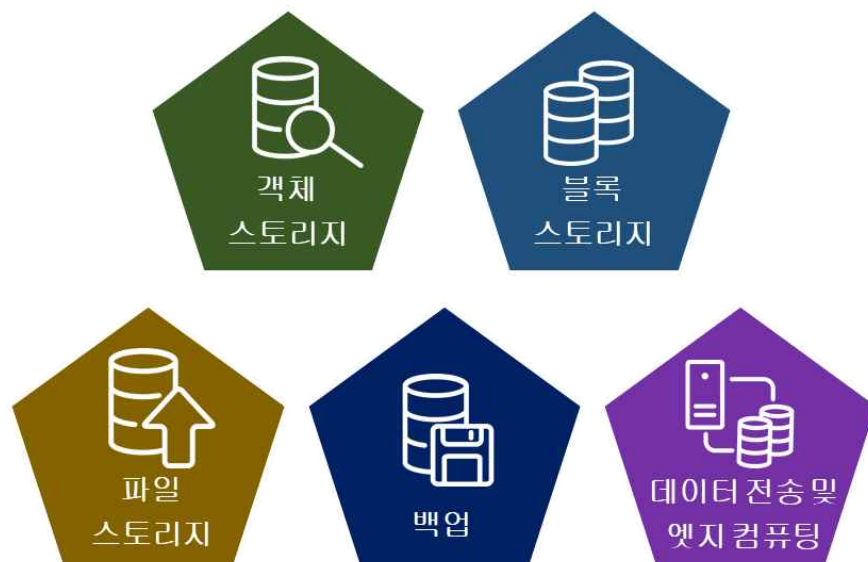 객체
스토리지
블록
스토리지
파일
스토리지
백업
데이터 전송 및
엣지 컴퓨팅